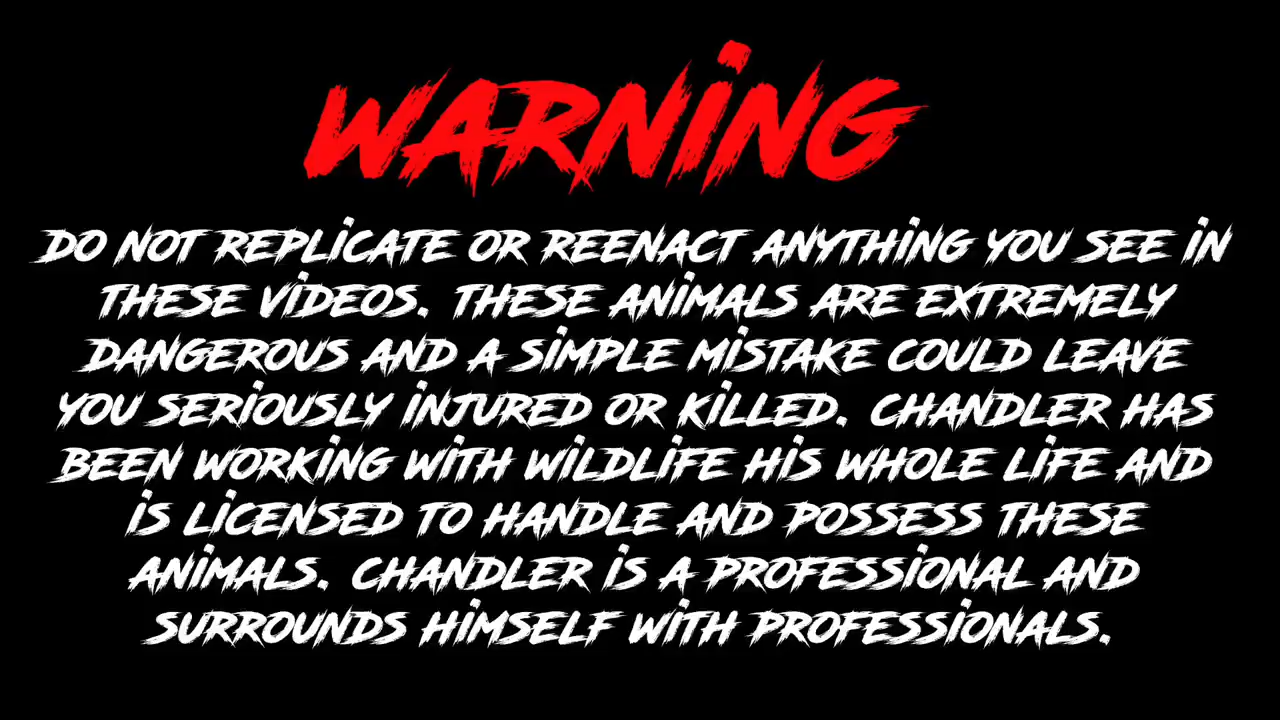 WARNiNG
DO NOT REPLiCATE OR REENACT ANYTHiNG YOU SEE iN
THESE ViDEOS. THESE ANiMALS ARE EXTREMELY
DANGEROUS AND A SiMPLE MiSTAKE COULD LEAVE
YOU SERiOUSLY iNJURED OR KiLLED. CHANDLER HAS
BEEN WORKiNG WiTH WiLDLiFE HiS WHOLE LiFE AND
iS LiCENSED TO HANDLE AND POSSESS THESE
ANiMALS. CHANDLER iS A PROFESSiONAL AND
SURROUNDS HiMSELF WiTH PROFESSiONALS.